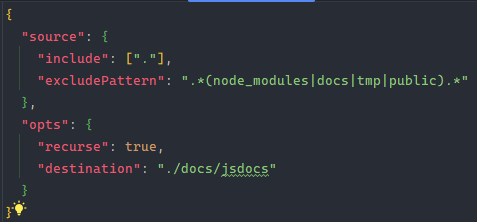 {
  "source": {
    "include": ["."],
    "excludePattern": ".*(node_modules|docs|tmp|public).*"
  },
  "opts": {
    "recurse": true,
    "destination": "./docs/jsdocs"
  }
}